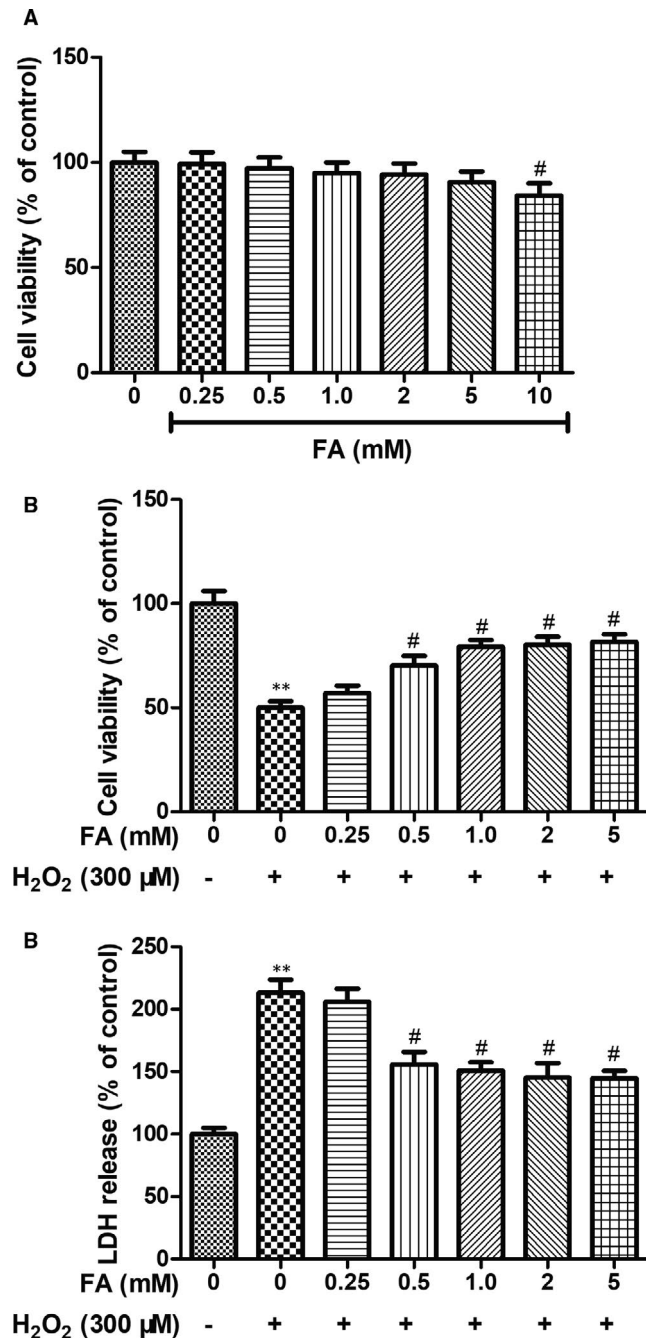 A
Cell viability (% of control)
150
100
50
0
#
0 0.25 0.5 1.0 2 5 10
FA (mM)
B
Cell viability (% of control)
150
100
50
0
** # # # #
FA (mM) 0 0 0.25 0.5 1.0 2 5
H₂O₂ (300 µM) - + + + + + +
B
LDH release (% of control)
250
200
150
100
50
0
** # # # #
FA (mM) 0 0 0.25 0.5 1.0 2 5
H₂O₂ (300 µM) - + + + + + +